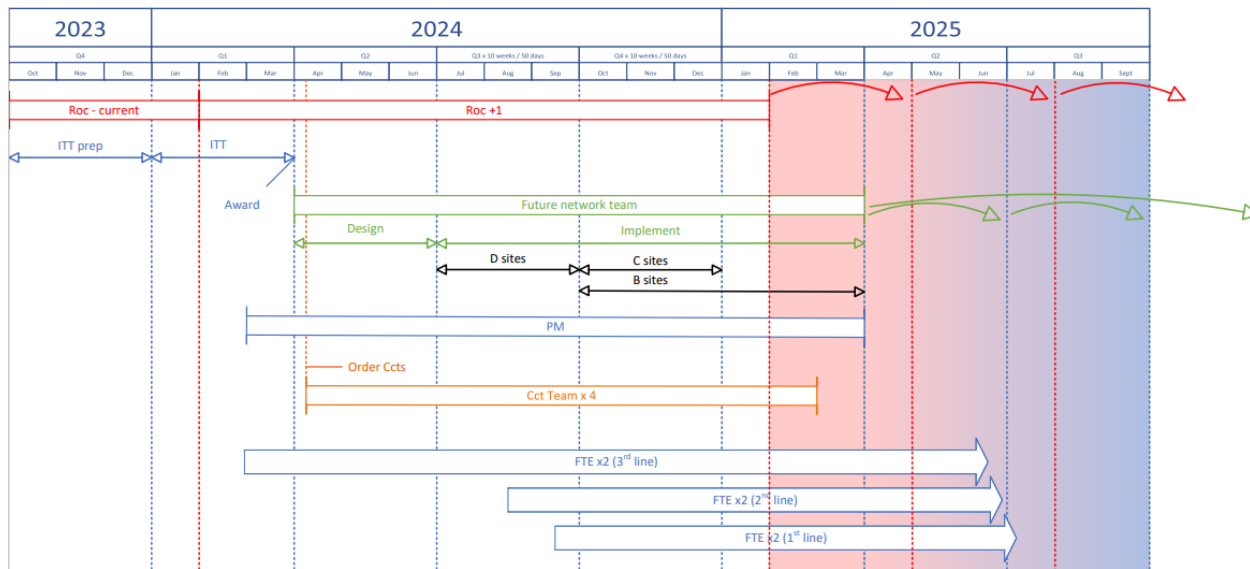 2023 2024 2025
Q4 Q1 Q2 Q3 x 10 weeks / 50 days Q4 x 10 weeks / 50 days Q1 Q2 Q3
Oct Nov Dec Jan Feb Mar Apr May Jun Jul Aug Sep Oct Nov Dec Jan Feb Mar Apr May Jun Jul Aug Sept
Roc - current Roc +1
ITT prep ITT
Award Future network team
Design Implement
D sites C sites
B sites
PM
Order Ccts
Cct Team x 4
FTE x2 (3rd line)
FTE x2 (2nd line)
FTE x2 (1st line)